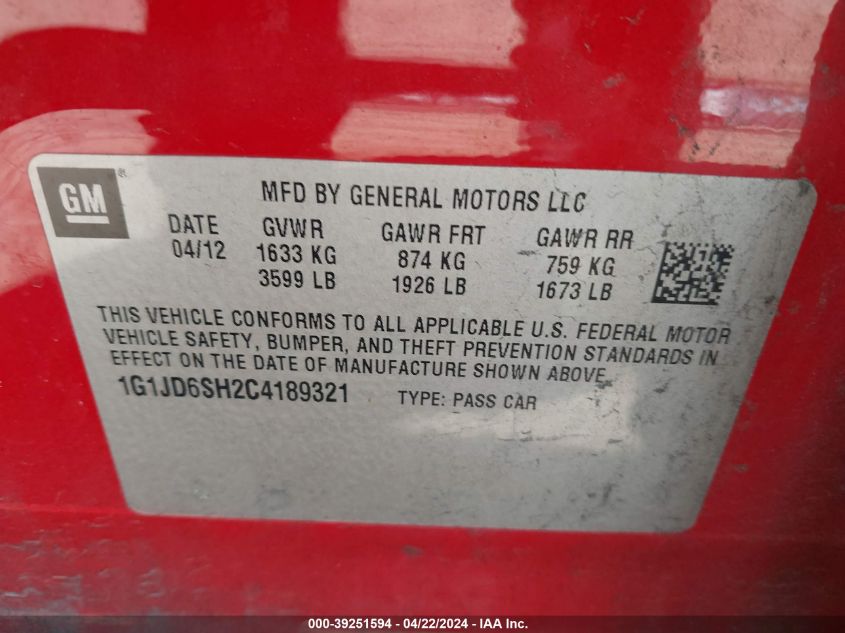 GM
MFD BY GENERAL MOTORS LLC
DATE GVWR GAWR FRT GAWR RR
04/12 1633 KG 874 KG 759 KG
3599 LB 1926 LB 1673 LB
THIS VEHICLE CONFORMS TO ALL APPLICABLE U.S. FEDERAL MOTOR
VEHICLE SAFETY, BUMPER, AND THEFT PREVENTION STANDARDS IN
EFFECT ON THE DATE OF MANUFACTURE SHOWN ABOVE.
1G1JD6SH2C4189321 TYPE: PASS CAR
000-39251594 - 04/22/2024 - IAA Inc.